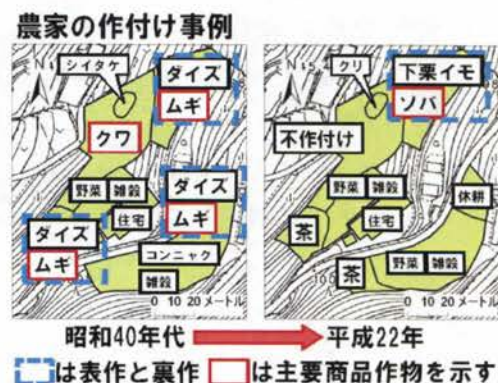 農家の作付け事例
N
シイタケ
ダイズ
ムギ
クワ
野菜 雑穀
住宅
ダイズ
ムギ
ダイズ
ムギ
コンニャク
雑穀
0 10 20メートル
N
クリ
下栗イモ
ソバ
不作付け
野菜 雑穀
休耕
住宅
茶
茶
野菜 雑穀
0 10 20メートル
昭和40年代 → 平成22年
は表作と裏作 は主要商品作物を示す